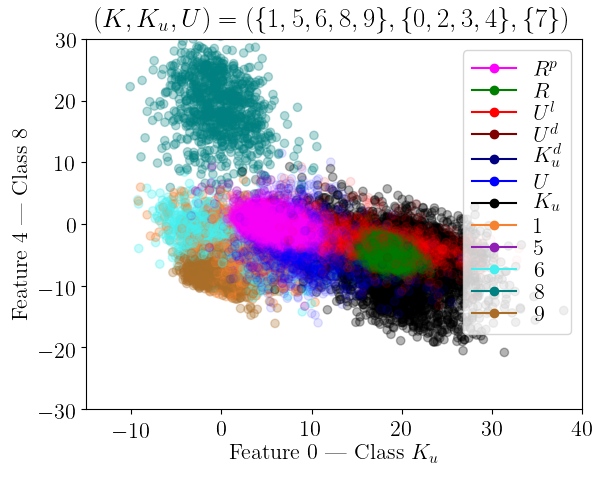 (K, K_u, U) = ({1, 5, 6, 8, 9}, {0, 2, 3, 4}, {7})
30
20
10
0
−10
−20
−30
Feature 4 — Class 8
R^p
R
U^l
U^d
K_u^d
U
K_u
1
5
6
8
9
−10
0
10
20
30
40
Feature 0 — Class K_u